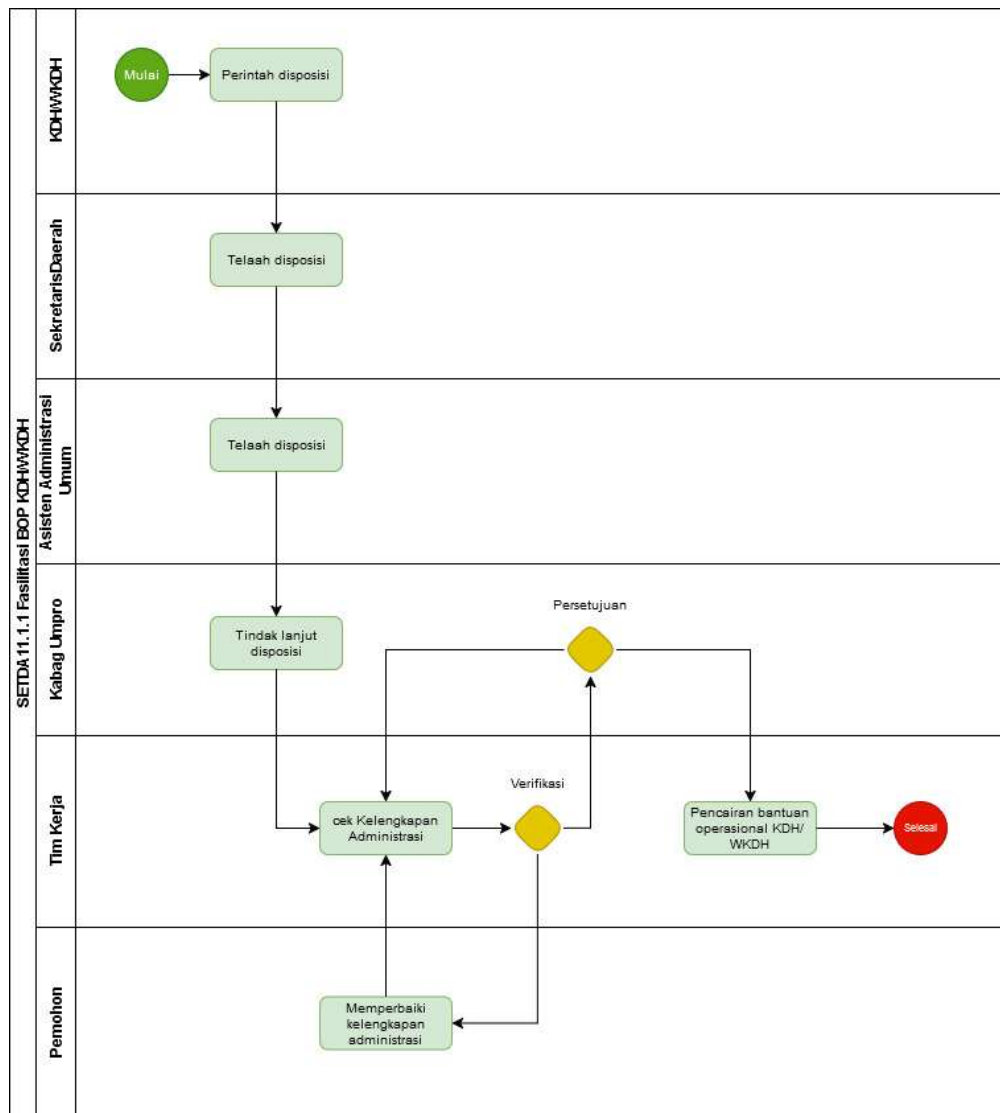 SETDA11.1.1 Fasilitasi BOP KDH/WKDH
KDH/WKDH
Mulai
Perintah disposisi
SekretarisDaerah
Telaah disposisi
Asisten Administrasi
Umum
Telaah disposisi
Kabag Umpro
Tindak lanjut
disposisi
Persetujuan
Tim Kerja
cek Kelengkapan
Administrasi
Verifikasi
Pencairan bantuan
operasional KDH/
WKDH
Selesai
Pemohon
Memperbaiki
kelengkapan
administrasi